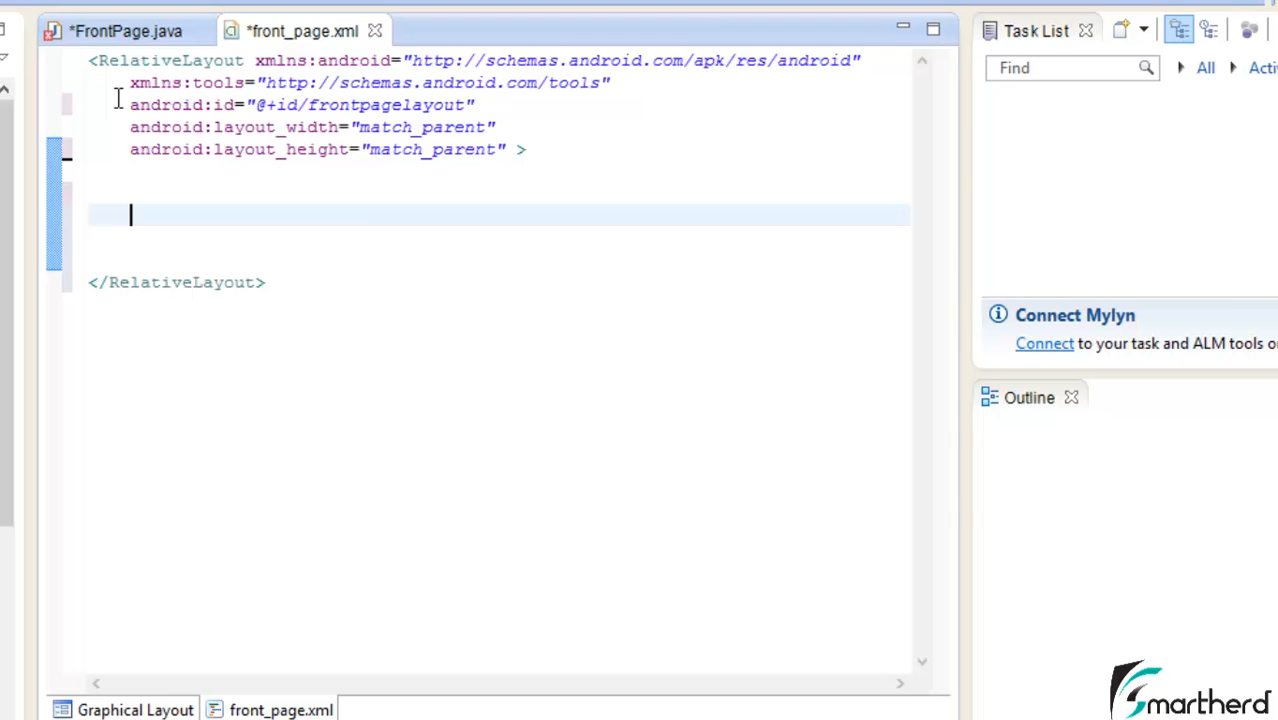 *FrontPage.java
*front_page.xml
Task List
Find
All
Acti
<RelativeLayout xmlns:android="http://schemas.android.com/apk/res/android"
xmlns:tools="http://schemas.android.com/tools"
android:id="@+id/frontpagelayout"
android:layout_width="match_parent"
android:layout_height="match_parent" >
</RelativeLayout>
Connect Mylyn
Connect to your task and ALM tools o
Outline
Graphical Layout
front_page.xml
Smartherd